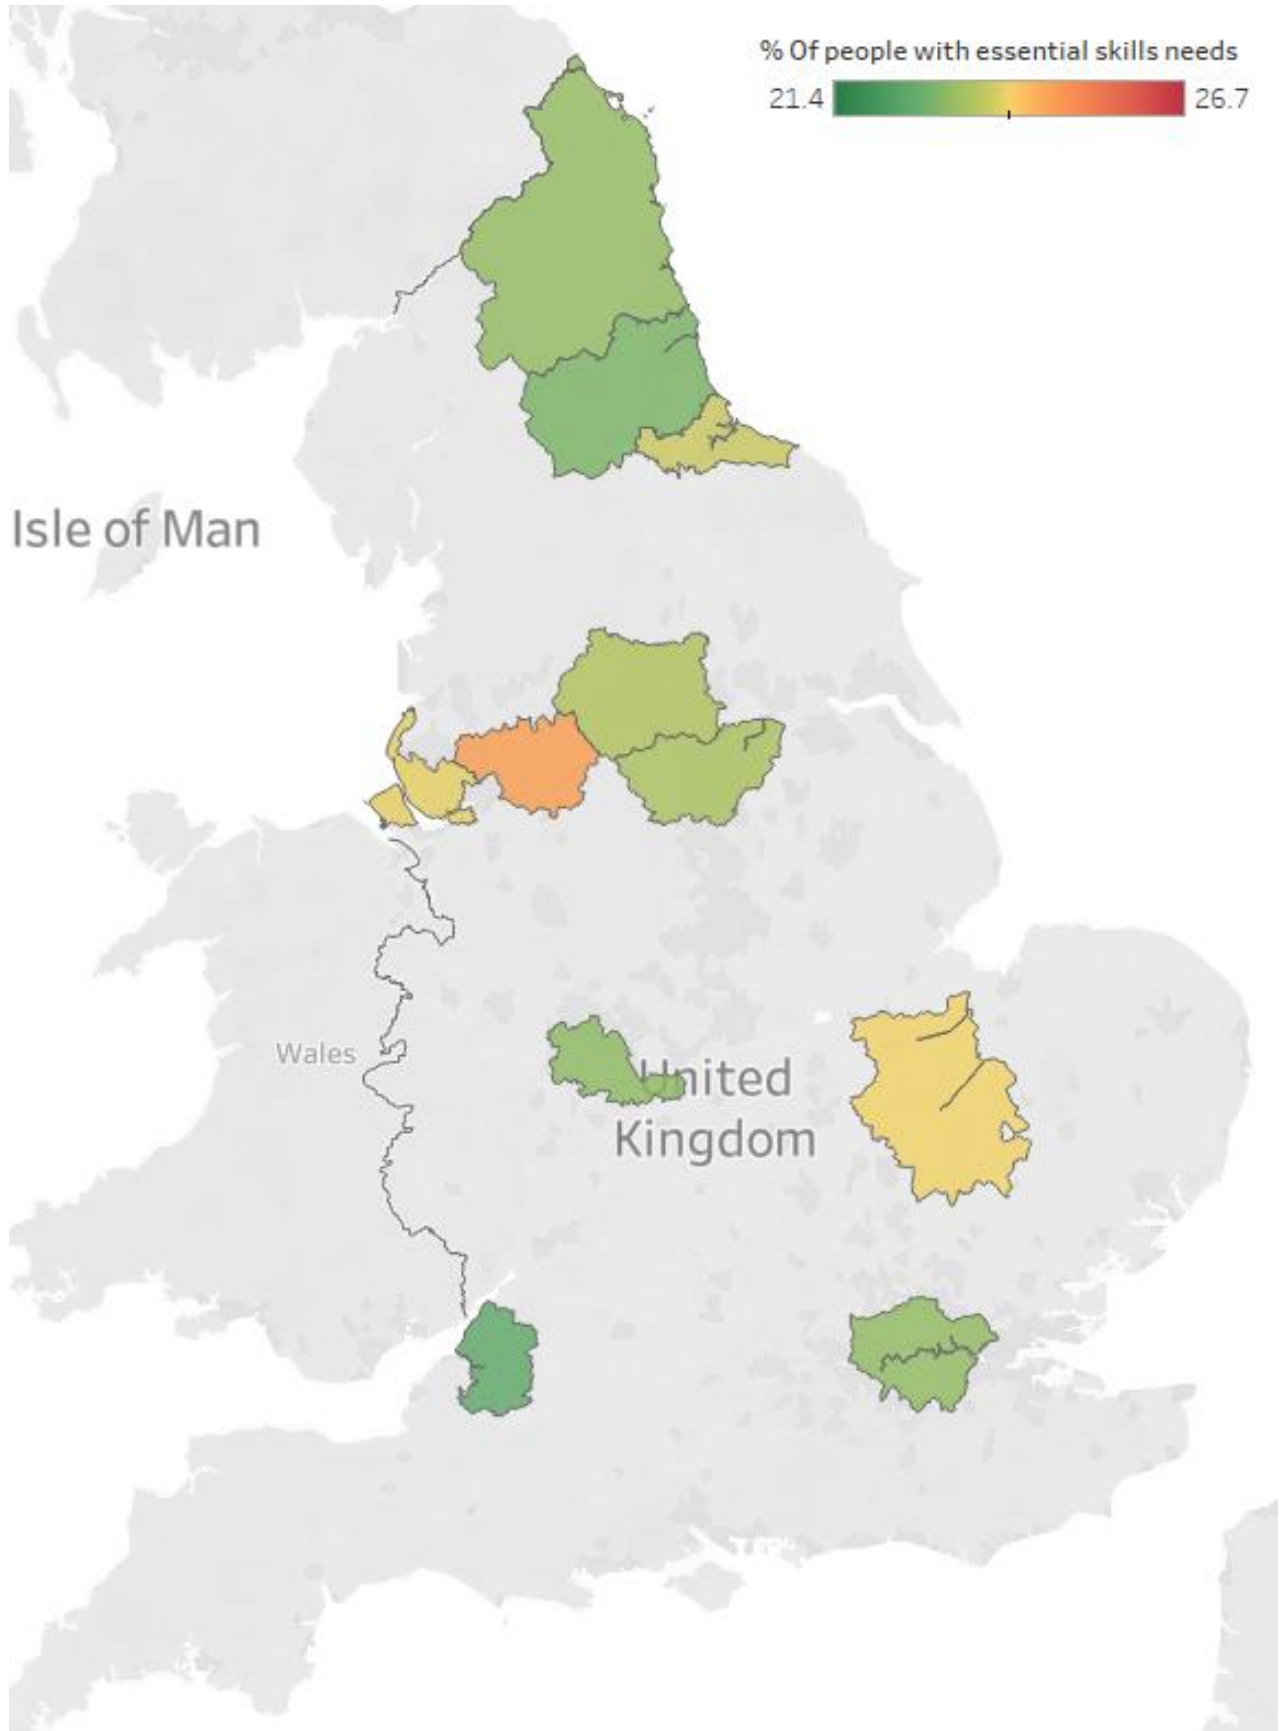 % Of people with essential skills needs
21.4 26.7
Isle of Man
Wales
United
Kingdom